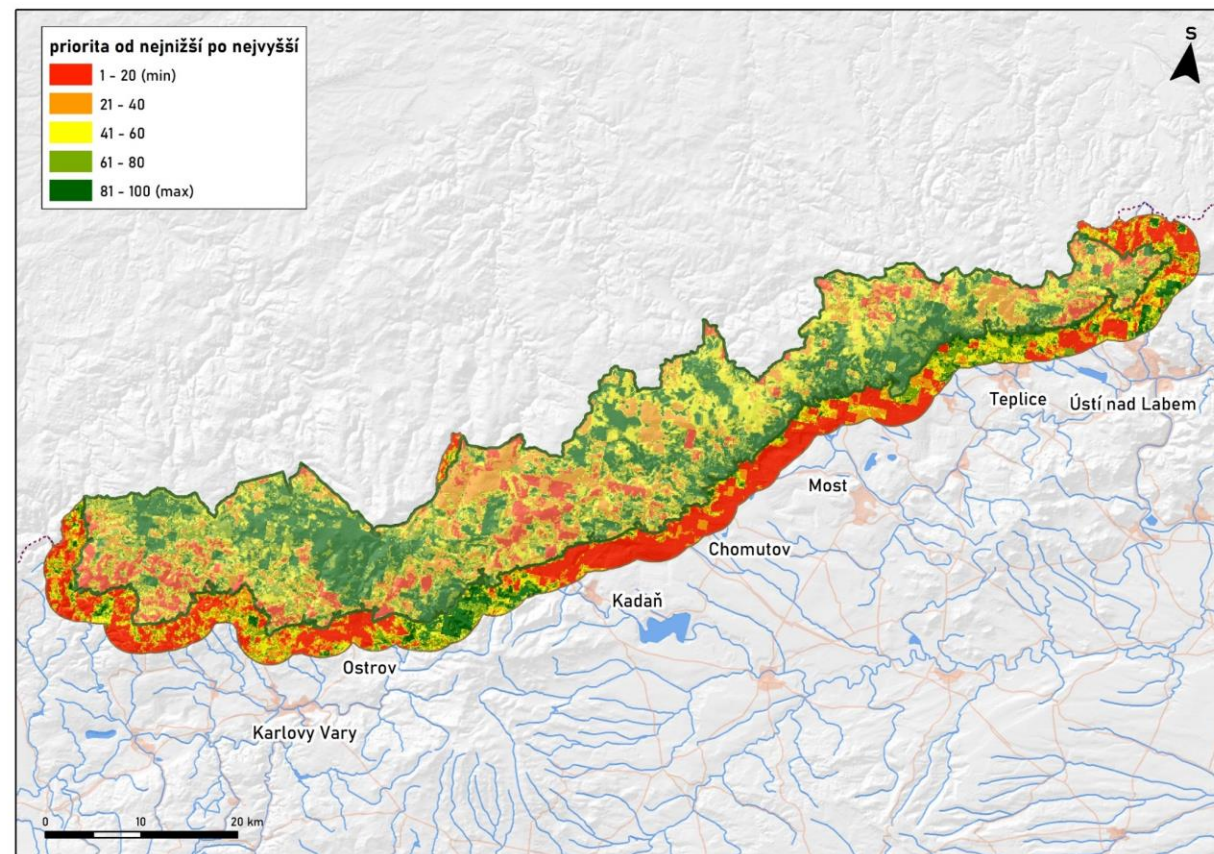 priorita od nejnižší po nejvyšší
1 - 20 (min)
21 - 40
41 - 60
61 - 80
81 - 100 (max)
S
Teplice
Ústí nad Labem
Most
Chomutov
Kadaň
Ostrov
Karlovy Vary
0 10 20 km